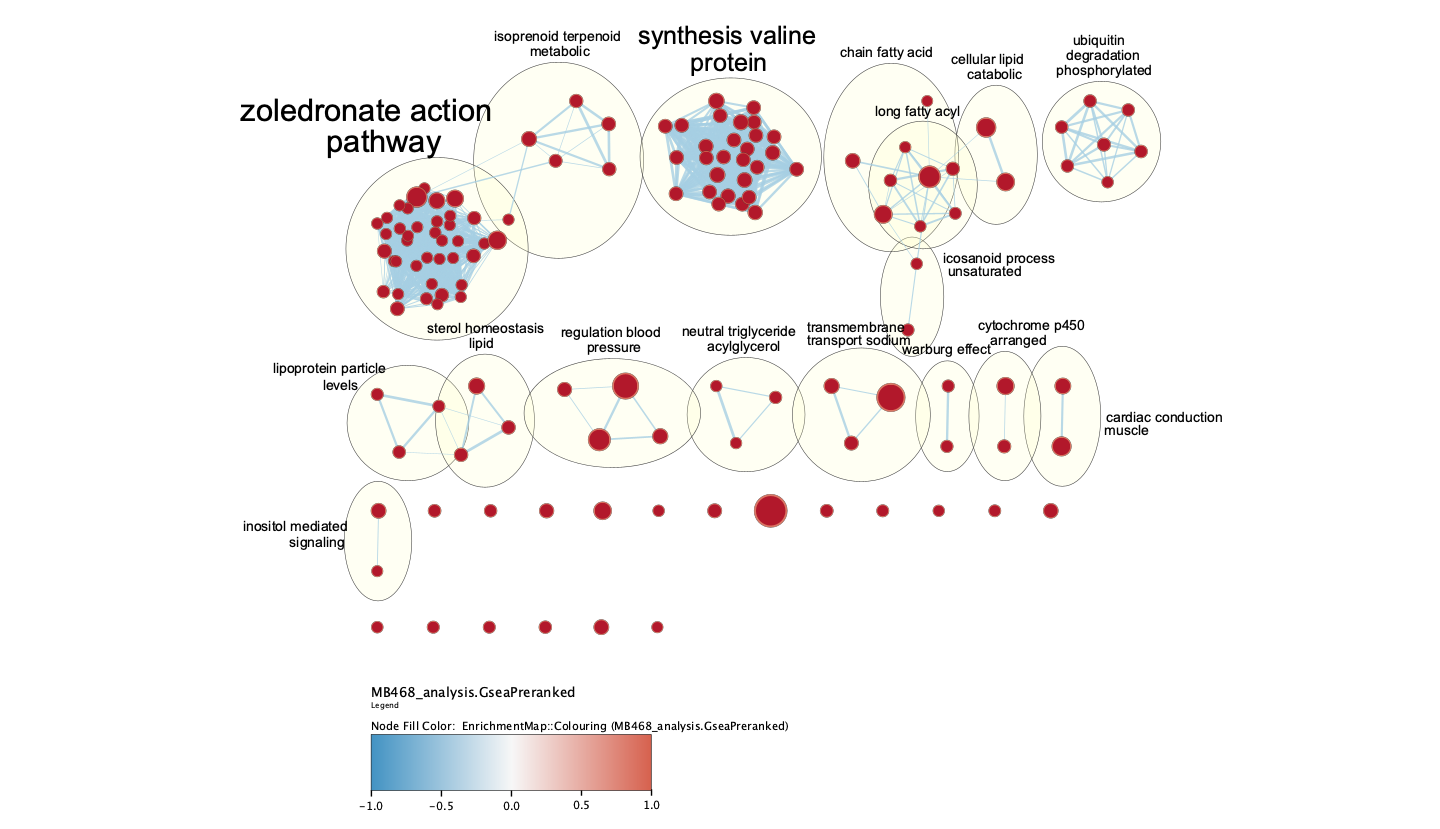 isoprenoid terpenoid
metabolic
synthesis valine
protein
chain fatty acid
cellular lipid
catabolic
ubiquitin
degradation
phosphorylated
zoledronate action
pathway
long fatty acyl
icosanoid process
unsaturated
sterol homeostasis
lipid
regulation blood
pressure
neutral triglyceride
acylglycerol
transmembrane
transport sodium
warburg effect
cytochrome p450
arranged
lipoprotein particle
levels
cardiac conduction
muscle
inositol mediated
signaling
MB468_analysis.GseaPreranked
Legend
Node Fill Color: EnrichmentMap::Colouring (MB468_analysis.GseaPreranked)
-1.0 -0.5 0.0 0.5 1.0